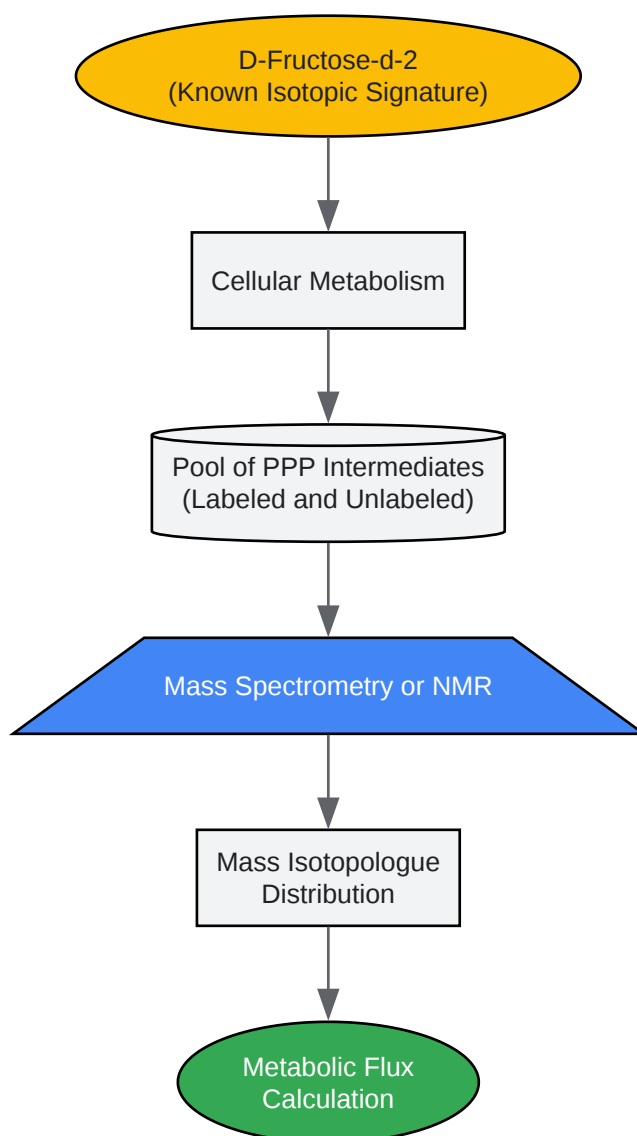 D-Fructose-d-2
(Known Isotopic Signature)
Cellular Metabolism
Pool of PPP Intermediates
(Labeled and Unlabeled)
Mass Spectrometry or NMR
Mass Isotopologue
Distribution
Metabolic Flux
Calculation